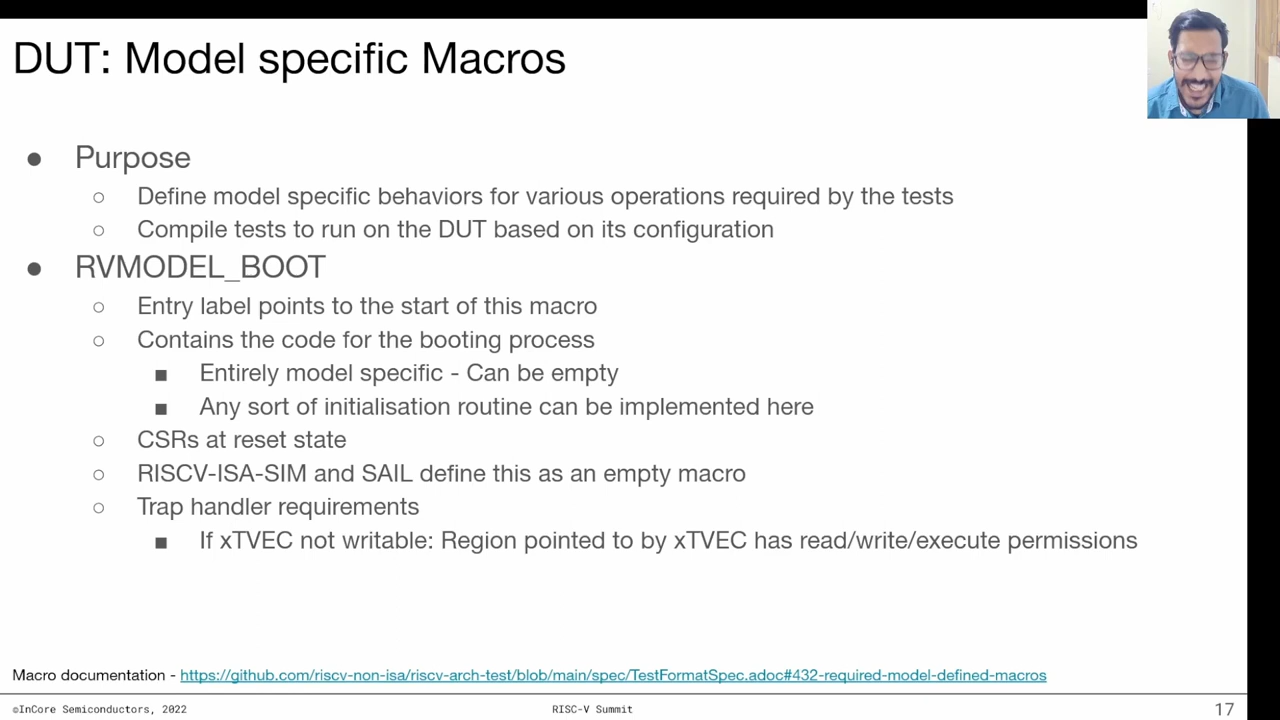 DUT: Model specific Macros
● Purpose
○ Define model specific behaviors for various operations required by the tests
○ Compile tests to run on the DUT based on its configuration
● RVMODEL_BOOT
○ Entry label points to the start of this macro
○ Contains the code for the booting process
■ Entirely model specific - Can be empty
■ Any sort of initialisation routine can be implemented here
○ CSRs at reset state
○ RISCV-ISA-SIM and SAIL define this as an empty macro
○ Trap handler requirements
■ If xTVEC not writable: Region pointed to by xTVEC has read/write/execute permissions
Macro documentation - https://github.com/riscv-non-isa/riscv-arch-test/blob/main/spec/TestFormatSpec.adoc#432-required-model-defined-macros
©InCore Semiconductors, 2022 RISC-V Summit 17